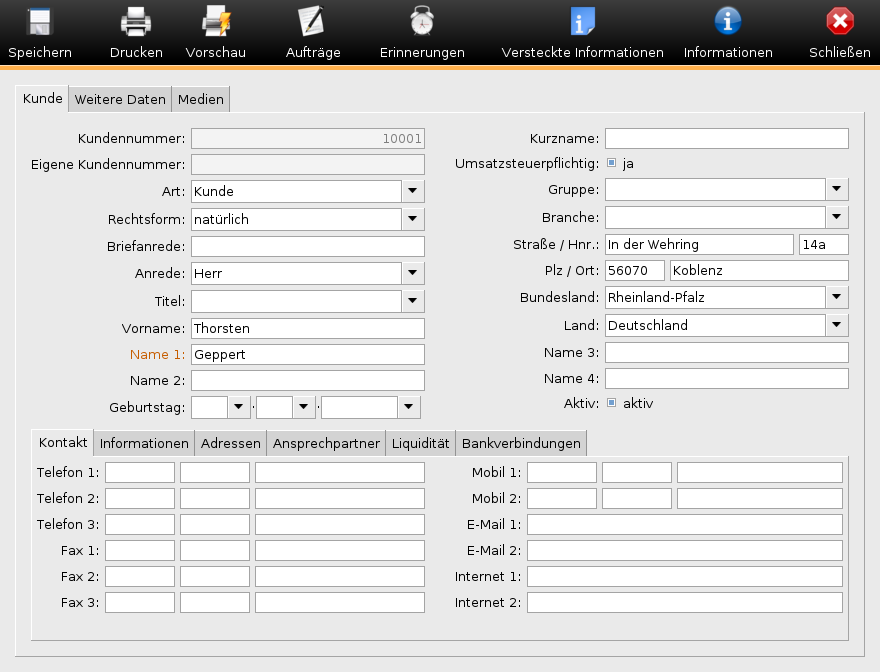 Speichern Drucken Vorschau Aufträge Erinnerungen Versteckte Informationen Informationen Schließen
Kunde Weitere Daten Medien
Kundennummer: 10001
Eigene Kundennummer:
Art: Kunde
Rechtsform: natürlich
Briefanrede:
Anrede: Herr
Titel:
Vorname: Thorsten
Name 1: Geppert
Name 2:
Geburtstag: . .
Kurzname:
Umsatzsteuerpflichtig: ja
Gruppe:
Branche:
Straße / Hnr.: In der Wehring 14a
Plz / Ort: 56070 Koblenz
Bundesland: Rheinland-Pfalz
Land: Deutschland
Name 3:
Name 4:
Aktiv: aktiv
Kontakt Informationen Adressen Ansprechpartner Liquidität Bankverbindungen
Telefon 1:
Telefon 2:
Telefon 3:
Fax 1:
Fax 2:
Fax 3:
Mobil 1:
Mobil 2:
E-Mail 1:
E-Mail 2:
Internet 1:
Internet 2: